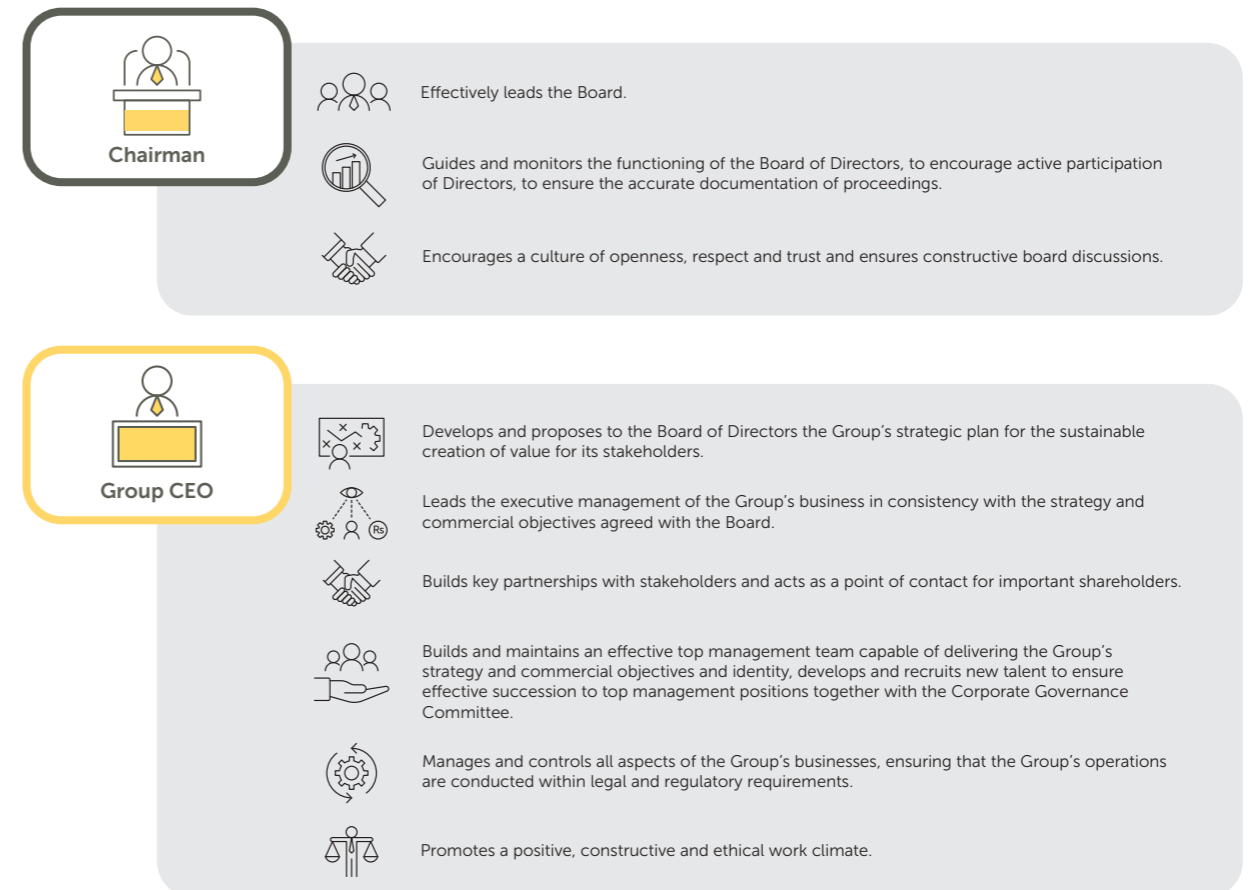 Chairman
Effectively leads the Board.
Guides and monitors the functioning of the Board of Directors, to encourage active participation
of Directors, to ensure the accurate documentation of proceedings.
Encourages a culture of openness, respect and trust and ensures constructive board discussions.
Group CEO
Develops and proposes to the Board of Directors the Group's strategic plan for the sustainable
creation of value for its stakeholders.
Leads the executive management of the Group's business in consistency with the strategy and
commercial objectives agreed with the Board.
Rs
Builds key partnerships with stakeholders and acts as a point of contact for important shareholders.
Builds and maintains an effective top management team capable of delivering the Group's
strategy and commercial objectives and identity, develops and recruits new talent to ensure
effective succession to top management positions together with the Corporate Governance
Committee.
Manages and controls all aspects of the Group's businesses, ensuring that the Group's operations
are conducted within legal and regulatory requirements.
Promotes a positive, constructive and ethical work climate.